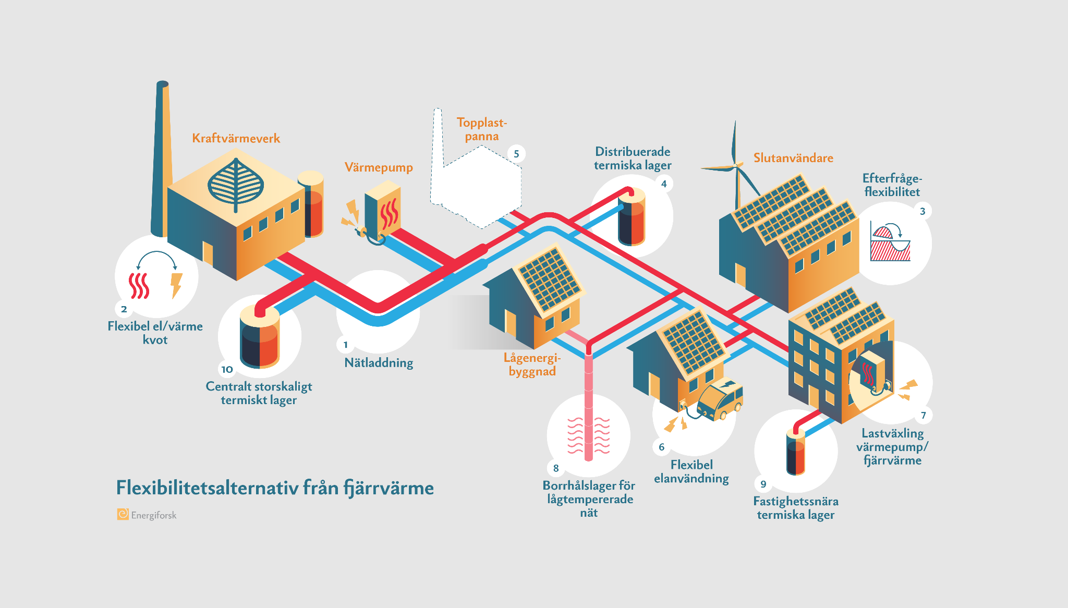 Kraftvärmeverk
Värmepump
Topplast-
panna
5
Distribuerade
termiska lager
4
Slutanvändare
Efterfråge-
flexibilitet
3
2
Flexibel el/värme
kvot
10
Centralt storskaligt
termiskt lager
1
Nätladdning
Lågenergi-
byggnad
8
Borrhålslager för
lågtempererade
nät
6
Flexibel
elanvändning
7
Lastväxling
värmepump/
fjärrvärme
9
Fastighetssnära
termiska lager
Flexibilitetsalternativ från fjärrvärme
Energiforsk